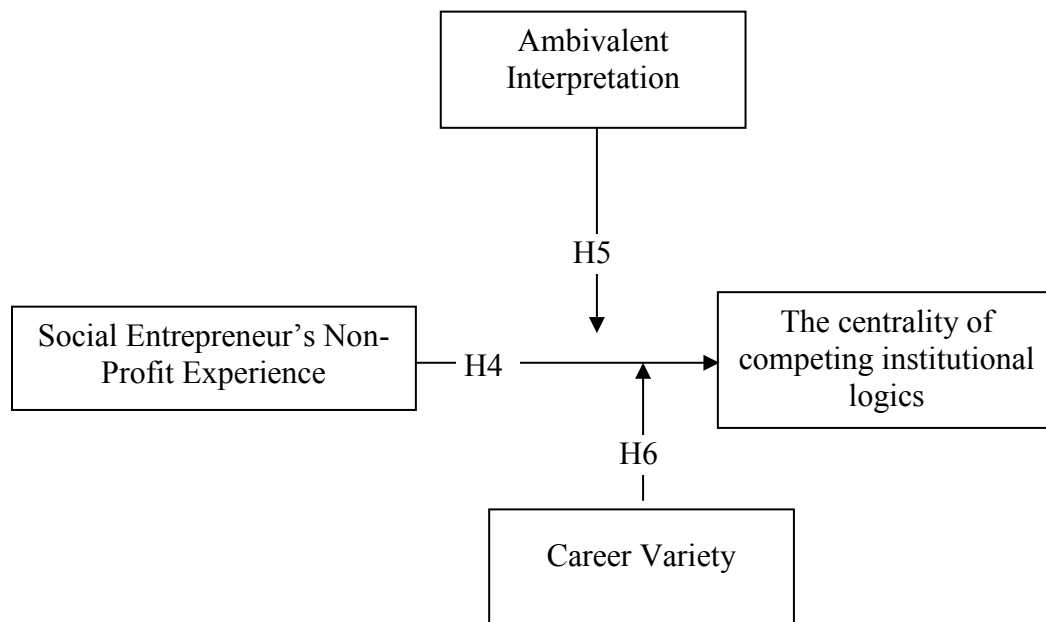 Ambivalent
Interpretation
H5
Social Entrepreneur’s Non-
Profit Experience
H4
The centrality of
competing institutional
logics
H6
Career Variety